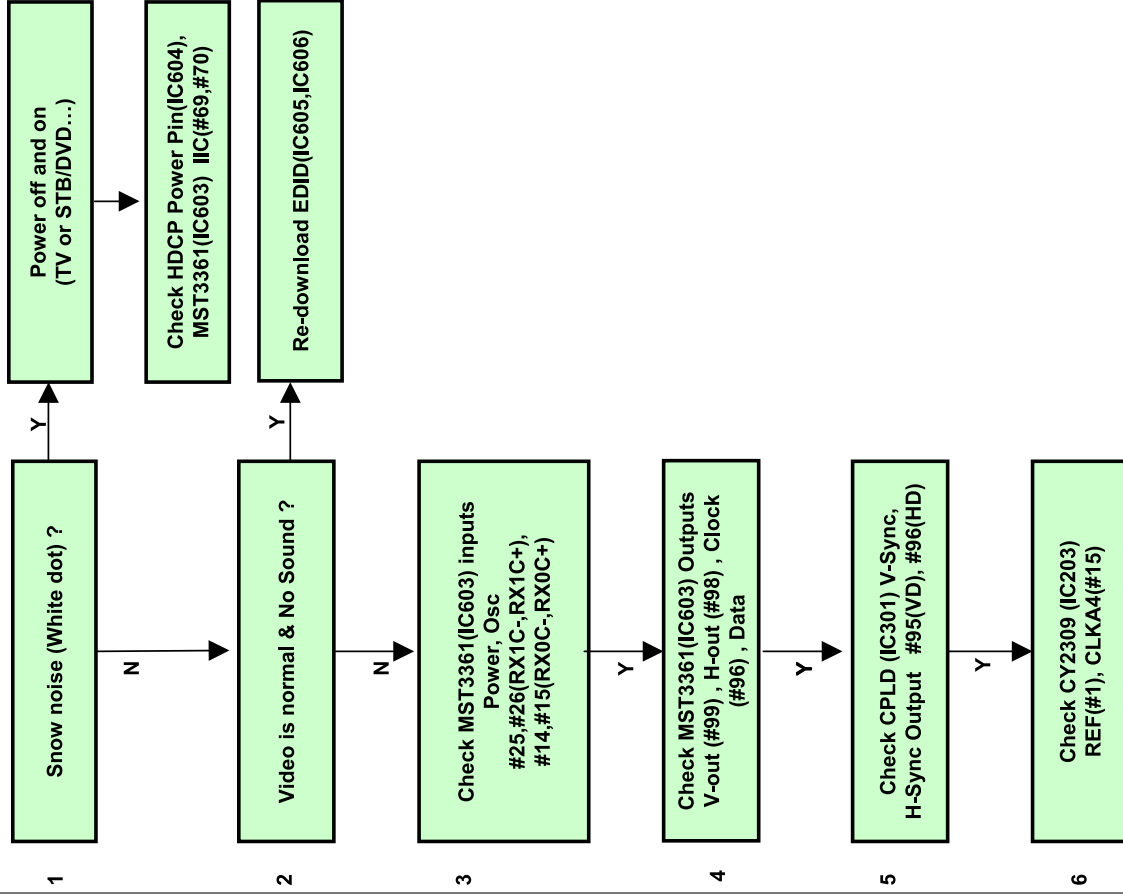 1
Snow noise (White dot) ?
Y
Power off and on
(TV or STB/DVD…)
Check HDCP Power Pin(IC604),
MST3361(IC603) IIC(#69,#70)
N
2
Video is normal & No Sound ?
Y
Re-download EDID(IC605,IC606)
N
3
Check MST3361(IC603) inputs
Power, Osc
#25,#26(RX1C-,RX1C+),
#14,#15(RX0C-,RX0C+)
Y
4
Check MST3361(IC603) Outputs
V-out (#99) , H-out (#98) , Clock
(#96) , Data
Y
5
Check CPLD (IC301) V-Sync,
H-Sync Output #95(VD), #96(HD)
Y
6
Check CY2309 (IC203)
REF(#1), CLKA4(#15)